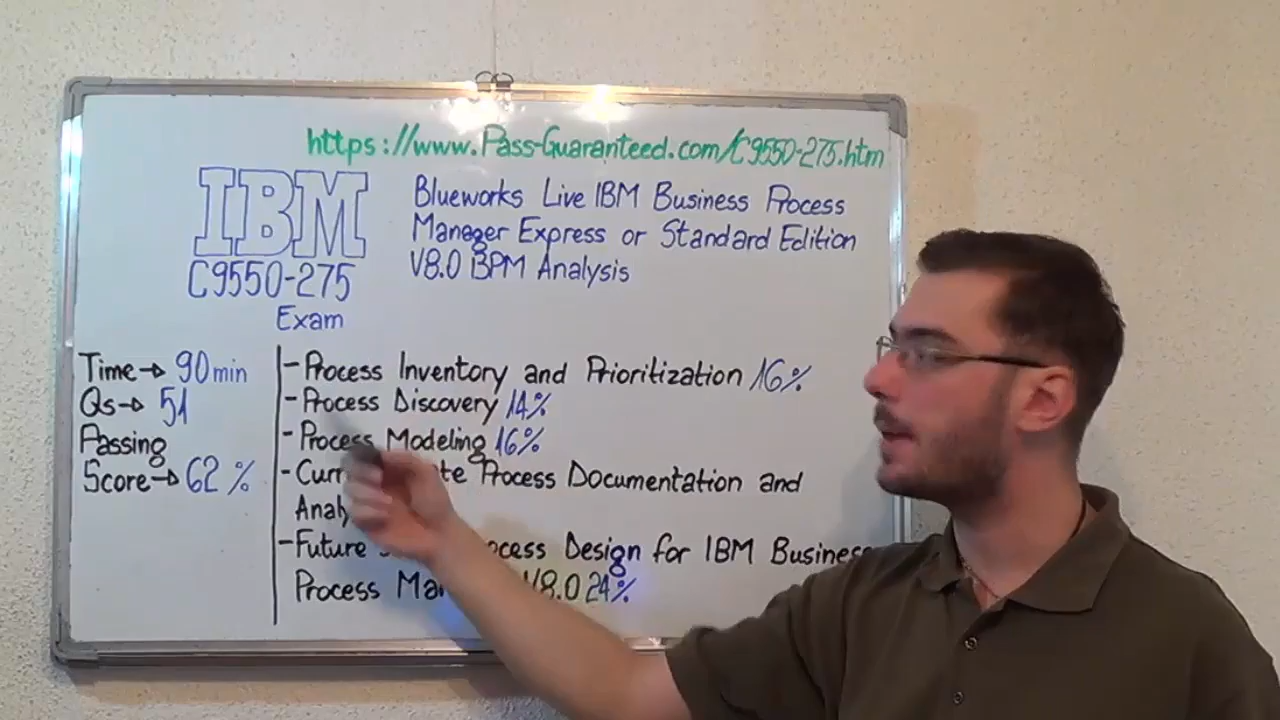 https://www.Pass-Guaranteed.com/C9550-275.htm
IBM
C9550-275
Exam
Blueworks Live IBM Business Process
Manager Express or Standard Edition
V8.0 BPM Analysis
Time→ 90min
Qs→ 51
Passing
Score→ 62 %
-Process Inventory and Prioritization 16%
-Process Discovery 14%
-Process Modeling 16%
-Process Documentation and
-Future Design for IBM Business
Process V8.0 24%